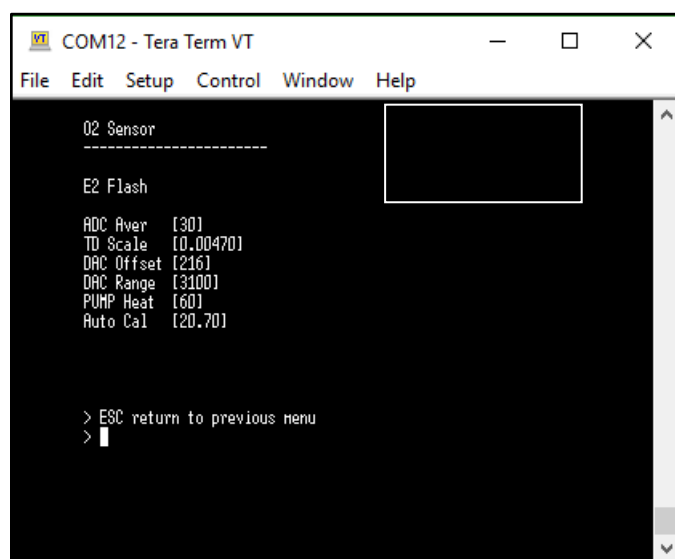 COM12 - Tera Term VT
File Edit Setup Control Window Help
O2 Sensor
-----------------------
E2 Flash
ADC Aver [30]
TD Scale [0.00470]
DAC Offset [216]
DAC Range [3100]
PUMP Heat [60]
Auto Cal [20.70]
> ESC return to previous menu
>